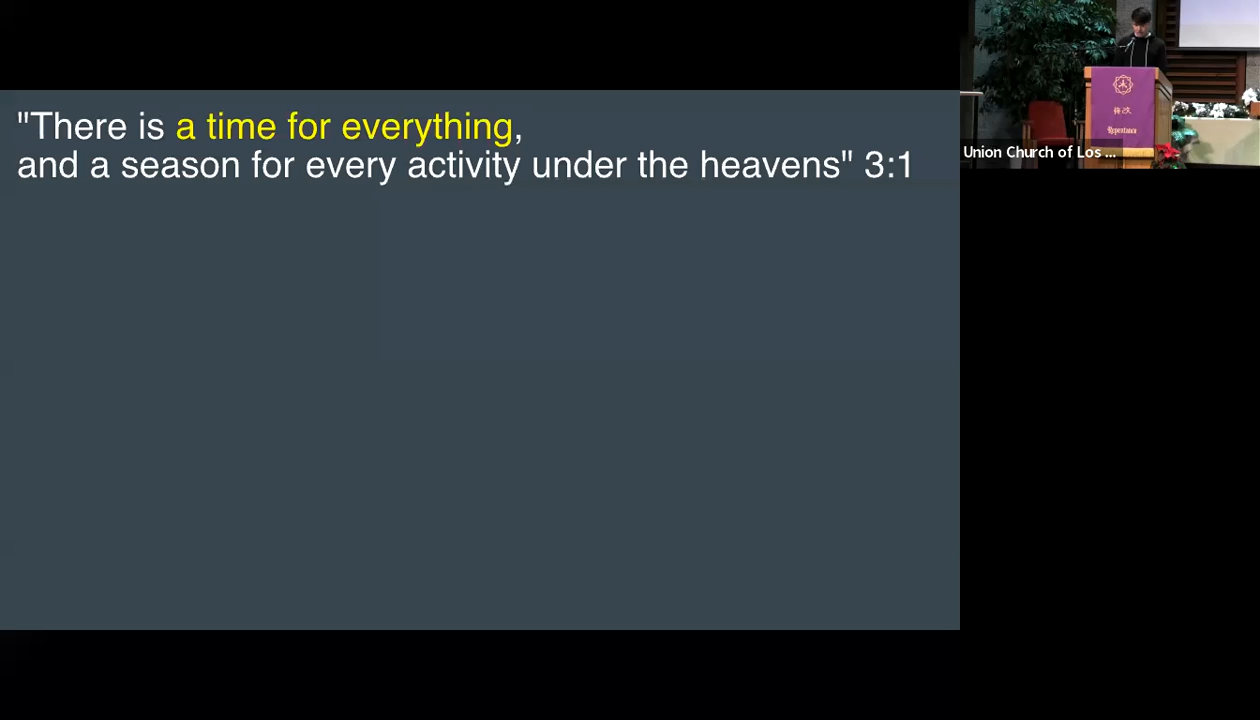 "There is a time for everything,
and a season for every activity under the heavens" 3:1
Union Church of Los ...
Repentance